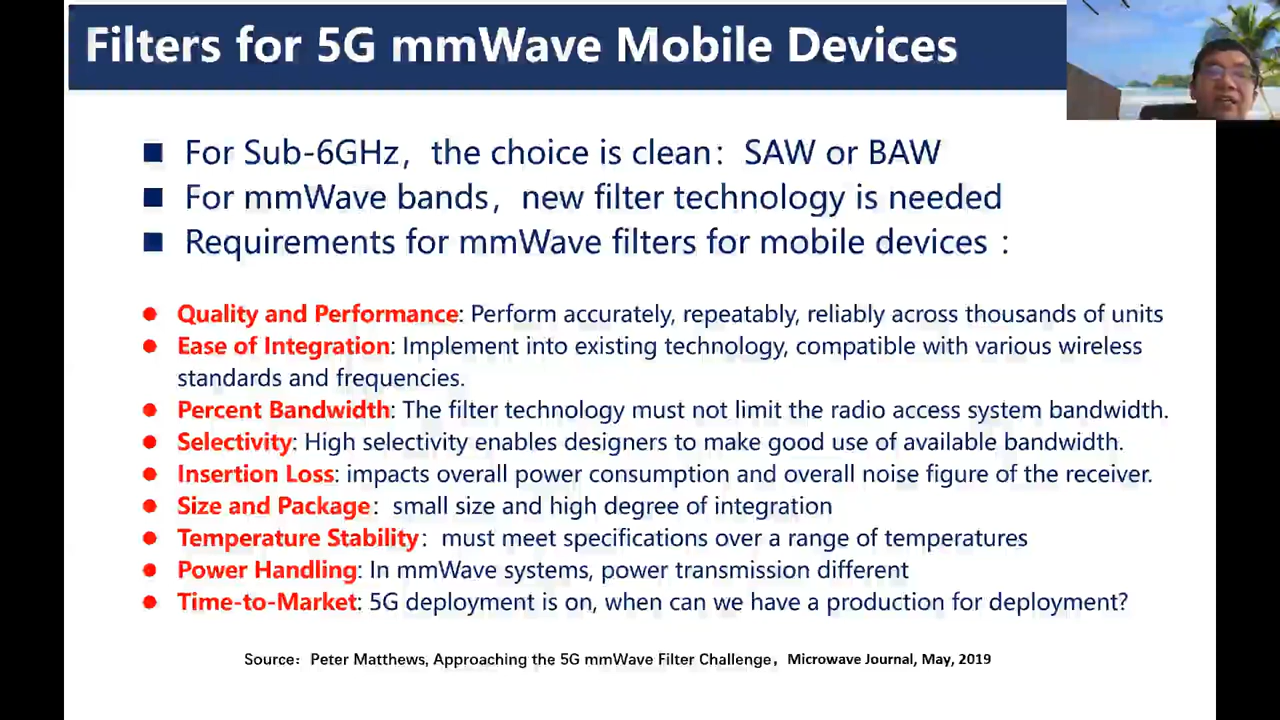 Filters for 5G mmWave Mobile Devices
■ For Sub-6GHz，the choice is clean：SAW or BAW
■ For mmWave bands，new filter technology is needed
■ Requirements for mmWave filters for mobile devices：
● Quality and Performance: Perform accurately, repeatably, reliably across thousands of units
● Ease of Integration: Implement into existing technology, compatible with various wireless
standards and frequencies.
● Percent Bandwidth: The filter technology must not limit the radio access system bandwidth.
● Selectivity: High selectivity enables designers to make good use of available bandwidth.
● Insertion Loss: impacts overall power consumption and overall noise figure of the receiver.
● Size and Package：small size and high degree of integration
● Temperature Stability：must meet specifications over a range of temperatures
● Power Handling: In mmWave systems, power transmission different
● Time-to-Market: 5G deployment is on, when can we have a production for deployment?
Source：Peter Matthews, Approaching the 5G mmWave Filter Challenge，Microwave Journal, May, 2019